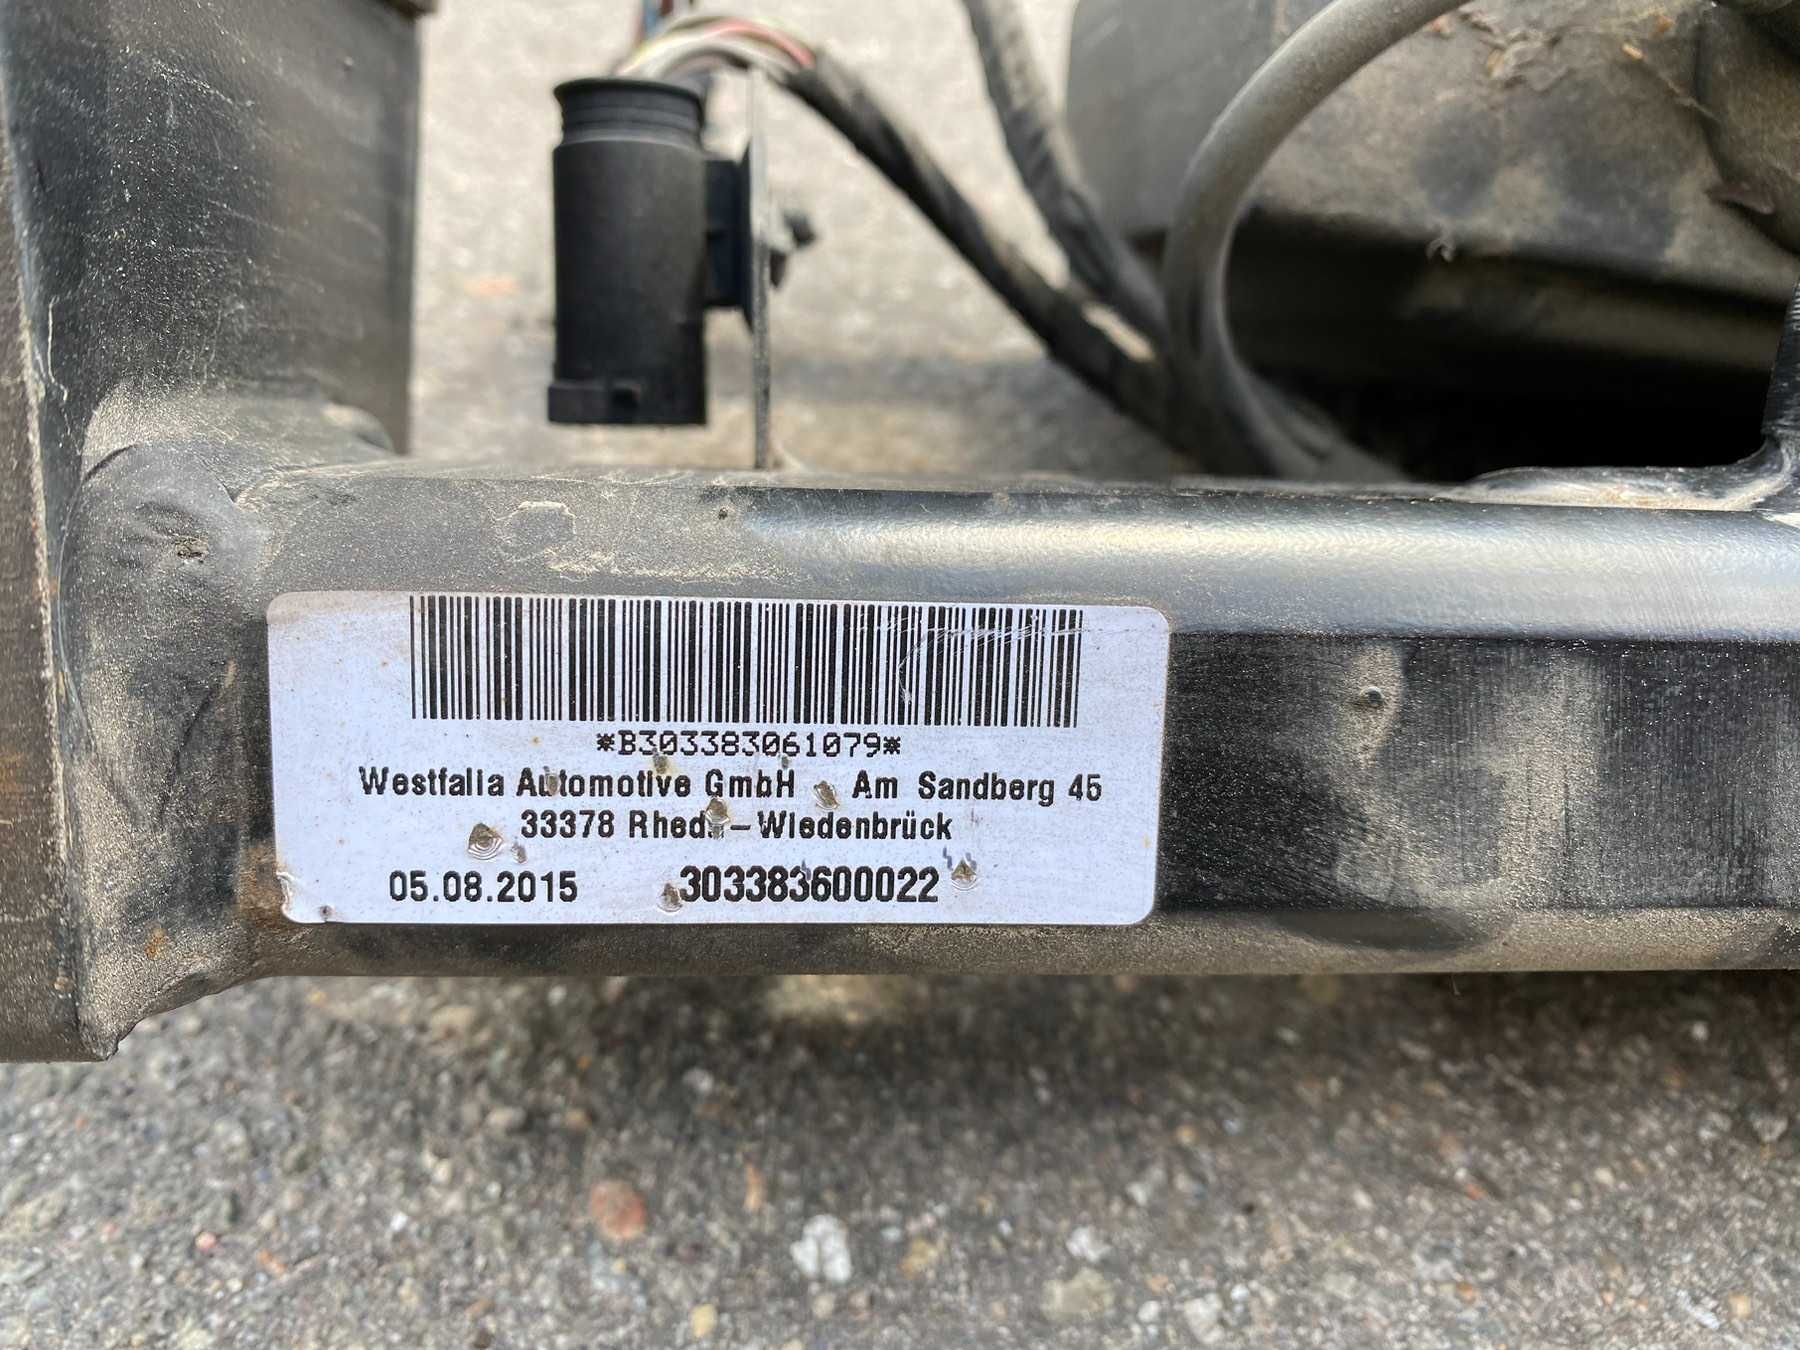 *B303383061079*
Westfalia Automotive GmbH Am Sandberg 45
33378 Rheda-Wiedenbrück
05.08.2015 303383600022